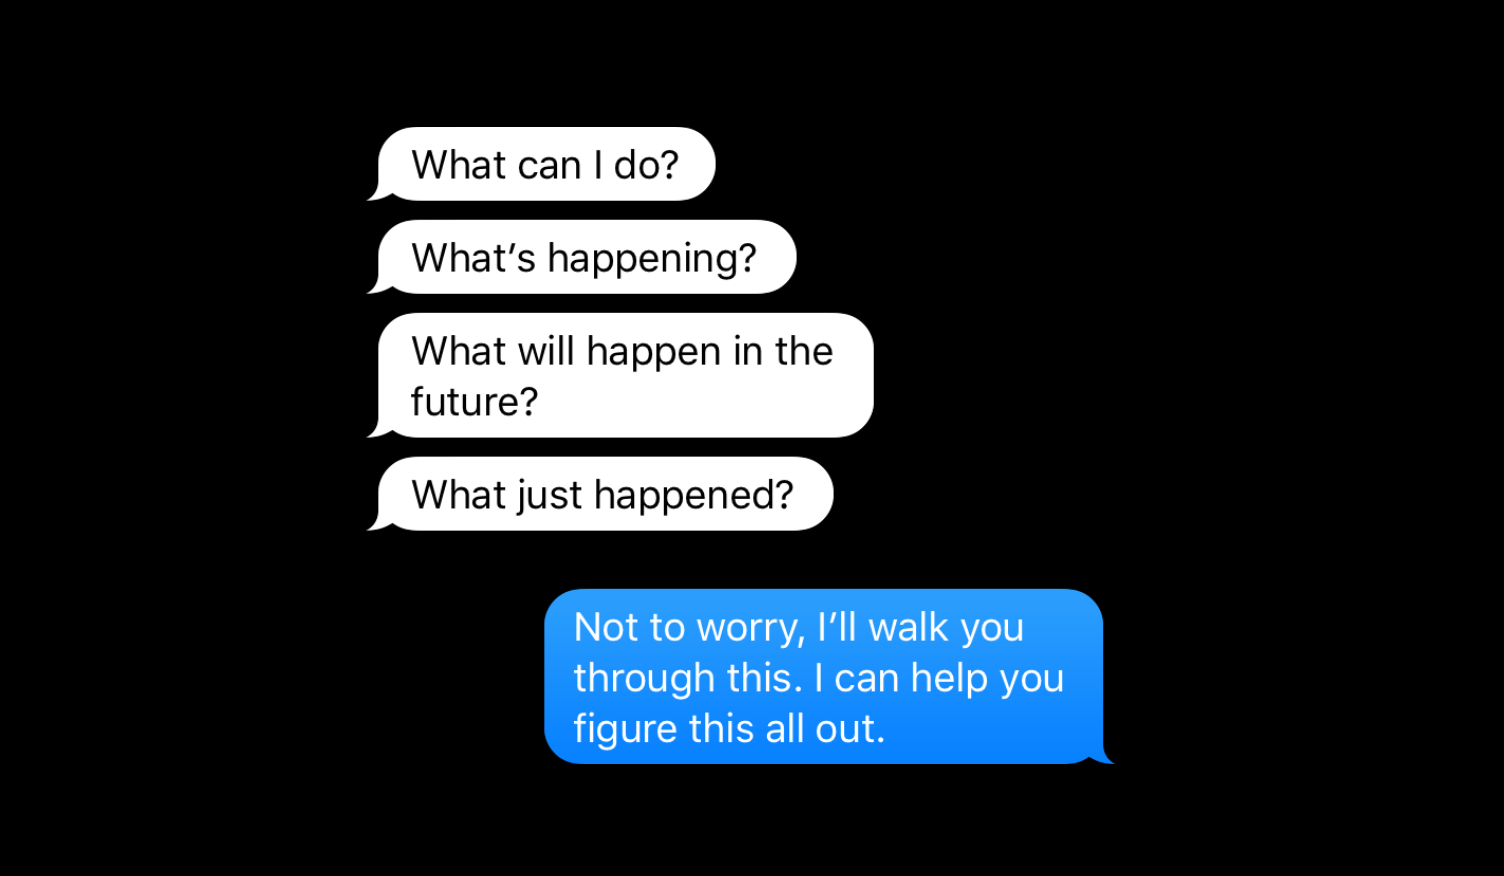 What can I do?
What’s happening?
What will happen in the
future?
What just happened?
Not to worry, I’ll walk you
through this. I can help you
figure this all out.